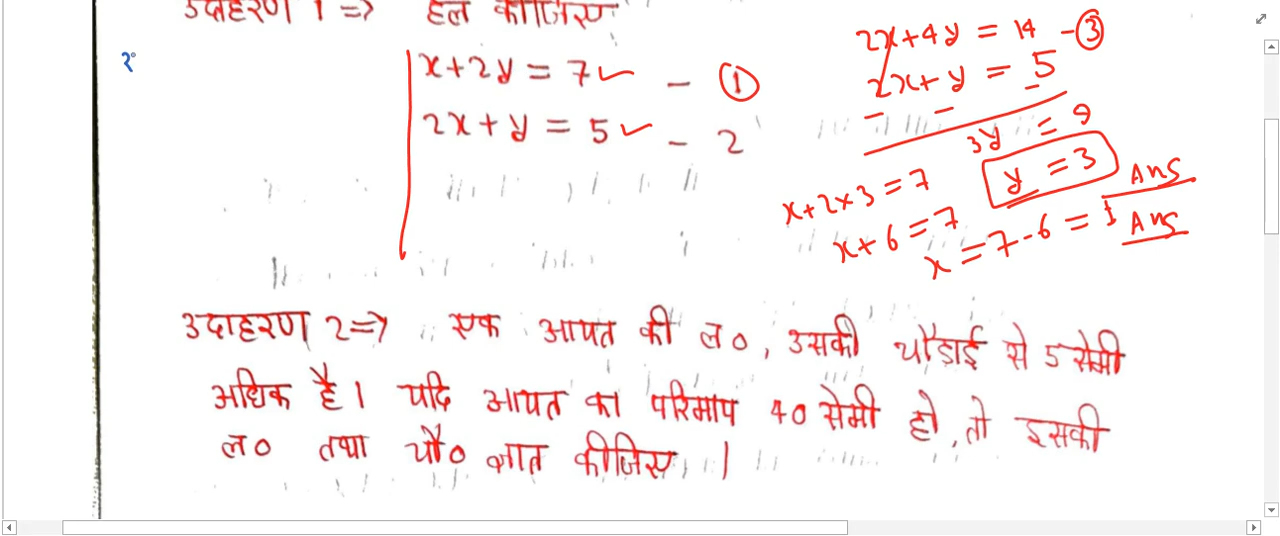 उदाहरण 1 => हल कीजिए
x+2y = 7 ✓ - ①
2x+y = 5 ✓ - 2
2x+4y = 14 - ③
2x+y = 5
- - -
3y = 9
y = 3 Ans
x+2×3 = 7
x+6 = 7
x = 7-6 = 1 Ans
उदाहरण 2 => एक आयत की ल०, उसकी चौडाई से 5 सेमी
अधिक है। यदि आयत का परिमाप 40 सेमी हो, तो इसकी
ल० तथा चौ० ज्ञात कीजिए ।